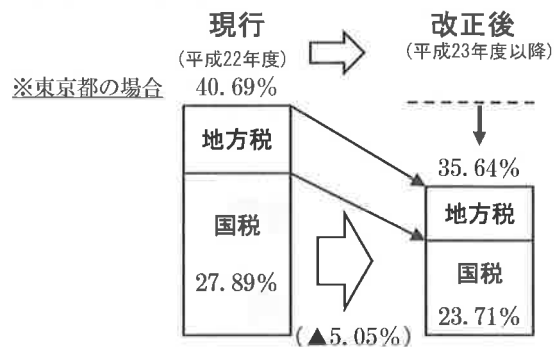 現行
改正後
(平成22年度)
(平成23年度以降)
※東京都の場合
40.69%
35.64%
地方税
地方税
国税
国税
27.89%
23.71%
(▲5.05%)